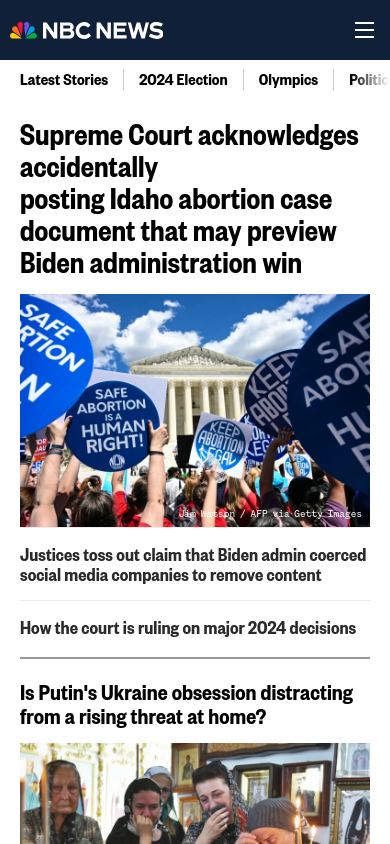 NBC NEWS
Latest Stories
2024 Election
Olympics
Politic
Supreme Court acknowledges
accidentally
posting Idaho abortion case
document that may preview
Biden administration win
SAFE
ABORTION
IS A
HUMAN
RIGHT!
KEEP
ABORTION
LEGAL
KEEP
ABORTION
SAFE
ABORTION
HUMAN
Jim Watson / AFP via Getty Images
Justices toss out claim that Biden admin coerced
social media companies to remove content
How the court is ruling on major 2024 decisions
Is Putin's Ukraine obsession distracting
from a rising threat at home?